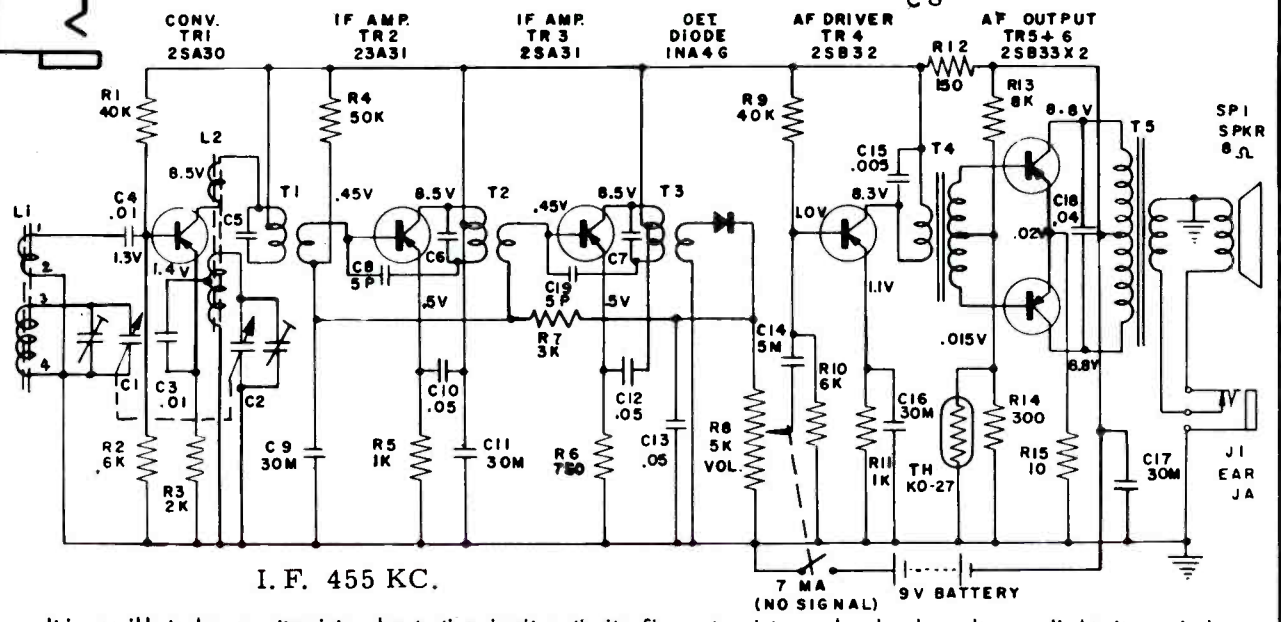 CONV.
TR1
2SA30
IF AMP.
TR2
23A31
IF AMP.
TR3
2SA31
OET.
DIODE
1NA4G
AF DRIVER
TR4
2SB32
AF OUTPUT
TR5+6
2SB33X2
R12
150
R1
40K
R4
50K
R9
40K
R13
8K
8.8V
T5
SP1
SPKR
8Ω
L2
8.5V
C15
.005
T4
C4
.01
C5
T1
.45V
8.5V
T2
.45V
8.5V
T3
8.3V
C18
.04
L1
1
2
3
4
1.3V
1.4V
C8
5P
C6
C19
5P
C7
1.0V
.02V
.5V
.5V
1.1V
R7
3K
C14
5M
.015V
8.8V
C1
C3
.01
C2
C10
.05
C12
.05
R10
6K
C16
30M
R14
300
R2
6K
R3
2K
C9
30M
R5
1K
C11
30M
R6
750
C13
.05
R8
5K
VOL.
R11
1K
TH
KO-27
R15
10
C17
30M
J1
EAR
JA
I.F. 455 KC.
7 MA
(NO SIGNAL)
9V BATTERY